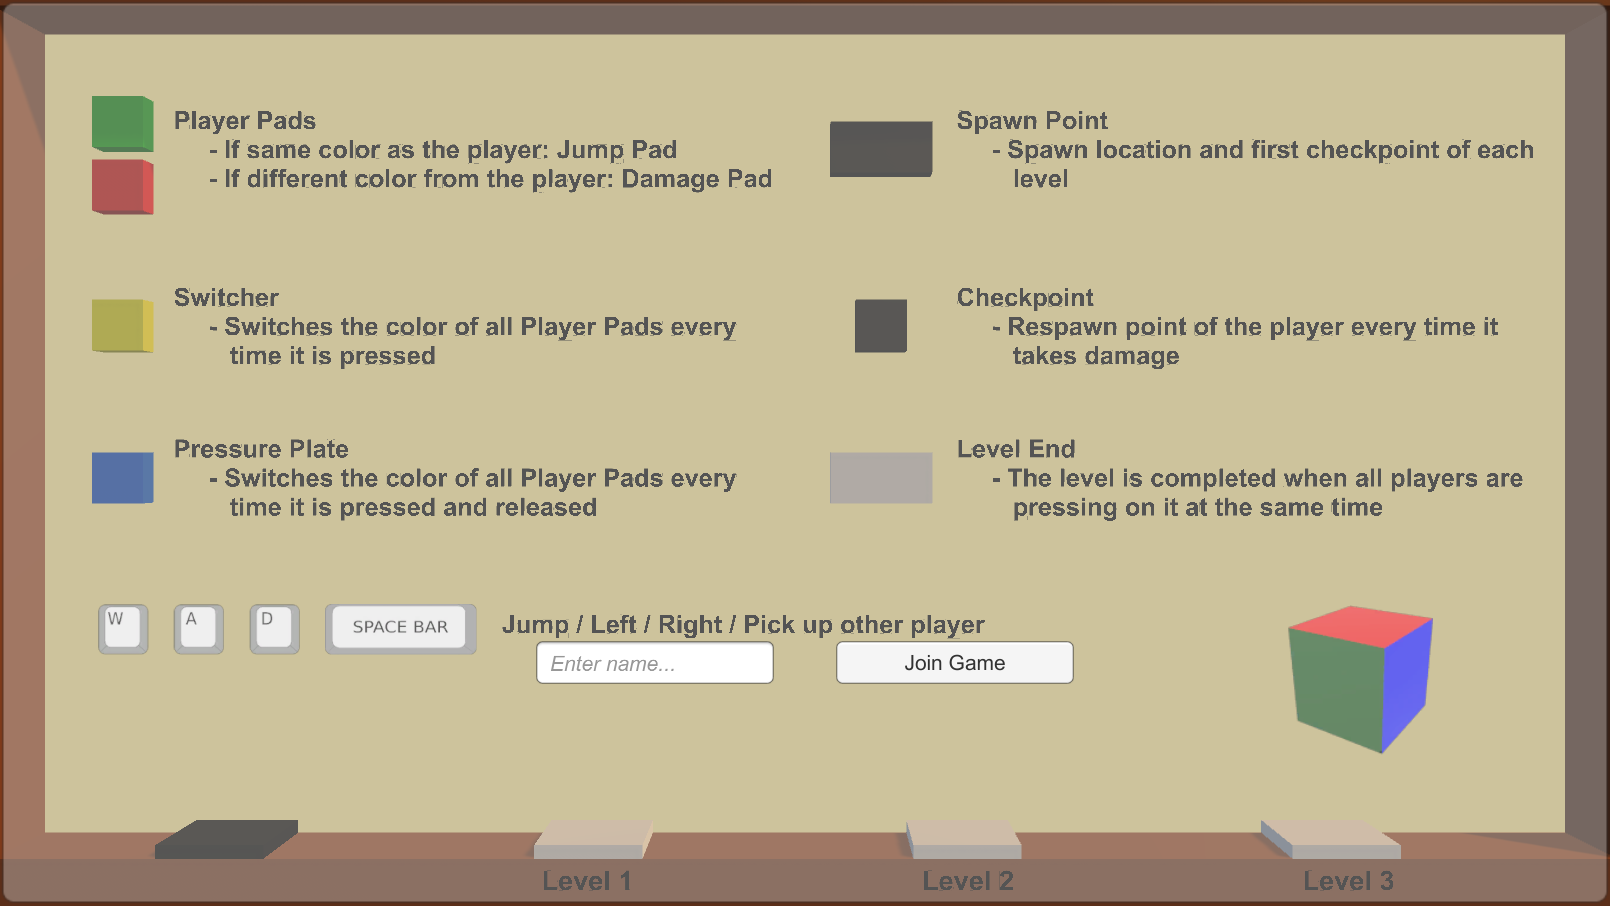 Player Pads
- If same color as the player: Jump Pad
- If different color from the player: Damage Pad
Spawn Point
- Spawn location and first checkpoint of each
level
Switcher
- Switches the color of all Player Pads every
time it is pressed
Checkpoint
- Respawn point of the player every time it
takes damage
Pressure Plate
- Switches the color of all Player Pads every
time it is pressed and released
Level End
- The level is completed when all players are
pressing on it at the same time
W A D SPACE BAR Jump / Left / Right / Pick up other player
Enter name... Join Game
Level 1 Level 2 Level 3